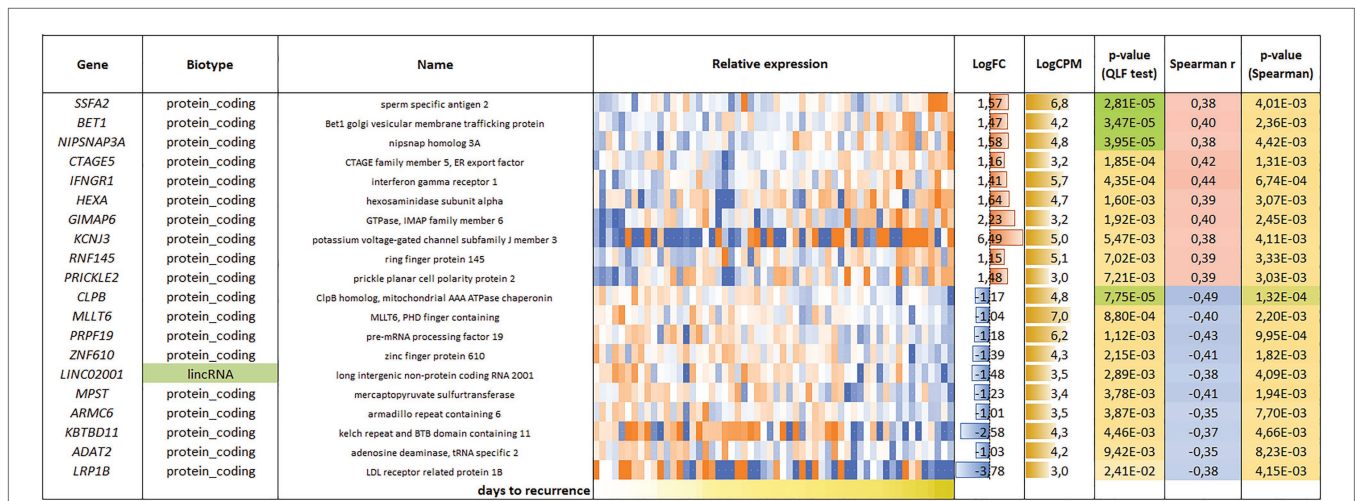 Gene Biotype Name Relative expression LogFC LogCPM p-value (QLF test) Spearman r p-value (Spearman)
SSFA2 protein_coding sperm specific antigen 2 1,57 6,8 2,81E-05 0,38 4,01E-03
BET1 protein_coding Bet1 golgi vesicular membrane trafficking protein 1,47 4,2 3,47E-05 0,40 2,36E-03
NIPSNAP3A protein_coding nipsnap homolog 3A 1,58 4,8 3,95E-05 0,38 4,42E-03
CTAGE5 protein_coding CTAGE family member 5, ER export factor 1,16 3,2 1,85E-04 0,42 1,31E-03
IFNGR1 protein_coding interferon gamma receptor 1 1,41 5,7 4,35E-04 0,44 6,74E-04
HEXA protein_coding hexosaminidase subunit alpha 1,64 4,7 1,60E-03 0,39 3,07E-03
GIMAP6 protein_coding GTPase, IMAP family member 6 2,23 3,2 1,92E-03 0,40 2,45E-03
KCNJ3 protein_coding potassium voltage-gated channel subfamily J member 3 6,49 5,0 5,47E-03 0,38 4,11E-03
RNF145 protein_coding ring finger protein 145 1,15 5,1 7,02E-03 0,39 3,33E-03
PRICKLE2 protein_coding prickle planar cell polarity protein 2 1,48 3,0 7,21E-03 0,39 3,03E-03
CLPB protein_coding ClpB homolog, mitochondrial AAA ATPase chaperonin -1,17 4,8 7,75E-05 -0,49 1,32E-04
MLLT6 protein_coding MLLT6, PHD finger containing -1,04 7,0 8,80E-04 -0,40 2,20E-03
PRPF19 protein_coding pre-mRNA processing factor 19 -1,18 6,2 1,12E-03 -0,43 9,95E-04
ZNF610 protein_coding zinc finger protein 610 -1,39 4,3 2,15E-03 -0,41 1,82E-03
LINC02001 lincRNA long intergenic non-protein coding RNA 2001 -1,48 3,5 2,89E-03 -0,38 4,09E-03
MPST protein_coding mercaptopyruvate sulfurtransferase -1,23 3,4 3,78E-03 -0,41 1,94E-03
ARMC6 protein_coding armadillo repeat containing 6 -1,01 3,5 3,87E-03 -0,35 7,70E-03
KBTBD11 protein_coding kelch repeat and BTB domain containing 11 -2,58 4,3 4,46E-03 -0,37 4,66E-03
ADAT2 protein_coding adenosine deaminase, tRNA specific 2 -1,03 4,2 9,42E-03 -0,35 8,23E-03
LRP1B protein_coding LDL receptor related protein 1B -3,78 3,0 2,41E-02 -0,38 4,15E-03
days to recurrence